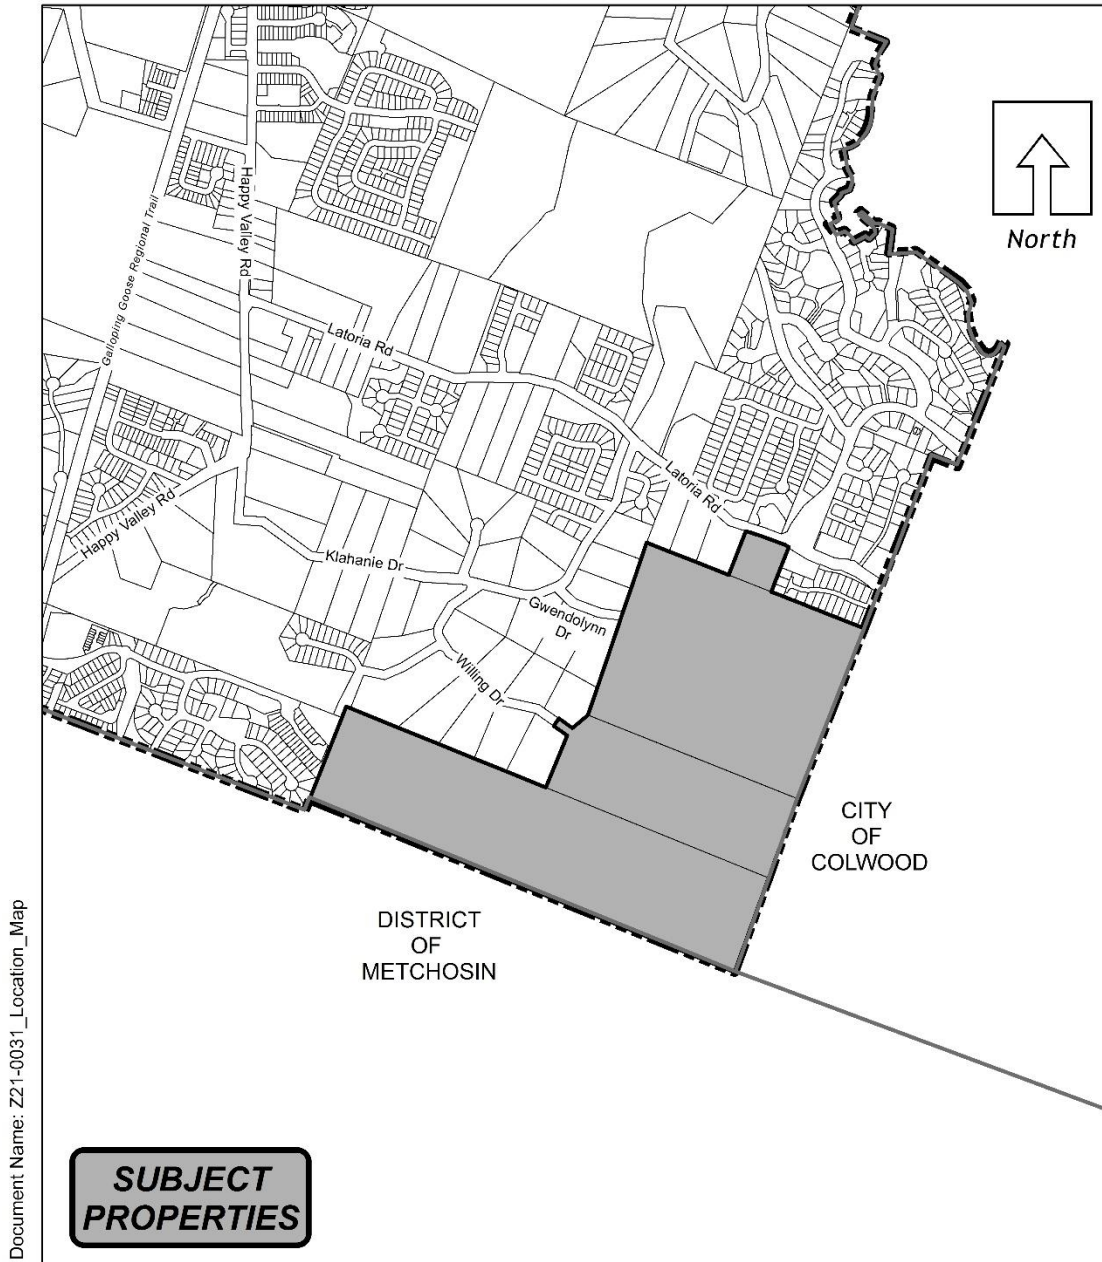 North
Happy Valley Rd
Galloping Goose Regional Trail
Latoria Rd
Latoria Rd
Happy Valley Rd
Klahanie Dr
Gwendolynn
Dr
Willing Dr
CITY
OF
COLWOOD
DISTRICT
OF
METCHOSIN
Document Name: Z21-0031_Location_Map
SUBJECT
PROPERTIES